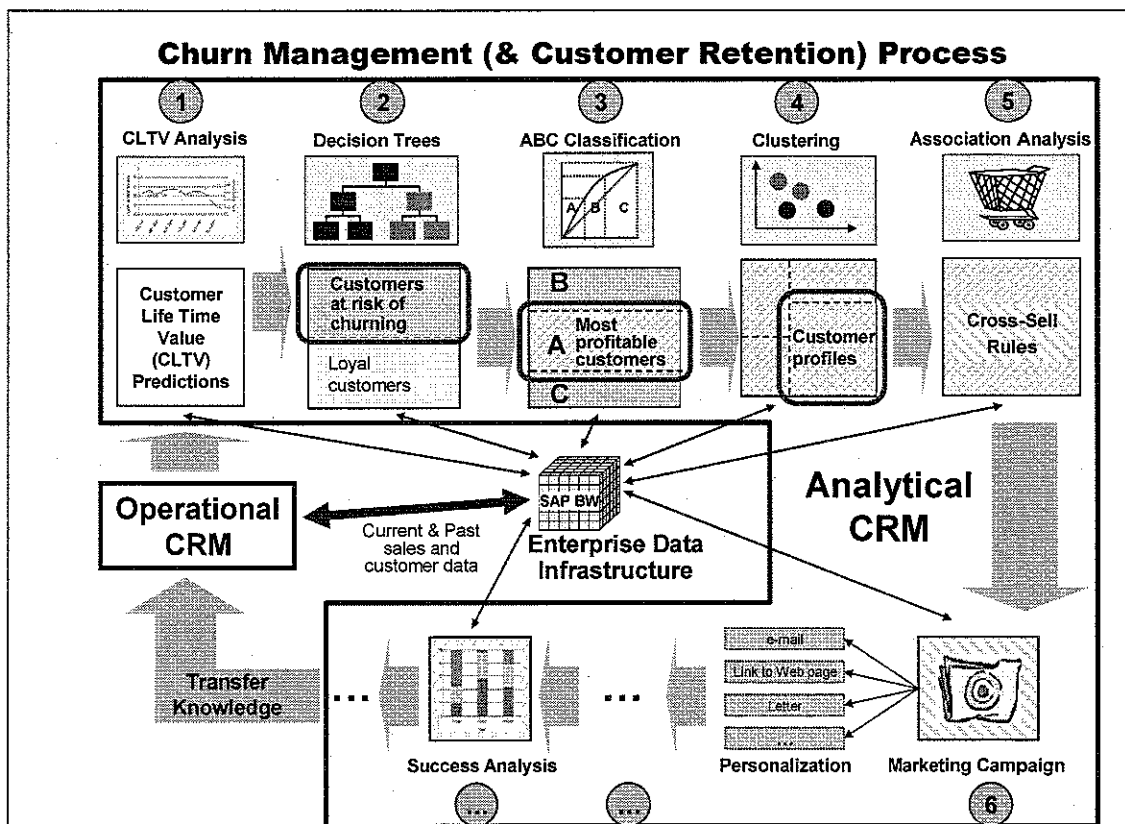 Churn Management (& Customer Retention) Process
1
2
3
4
5
CLTV Analysis
Decision Trees
ABC Classification
Clustering
Association Analysis
A
B
C
Customer
Life Time
Value
(CLTV)
Predictions
Customers
at risk of
churning
Loyal
customers
B
A
Most
profitable
customers
C
Customer
profiles
Cross-Sell
Rules
Operational
CRM
Current & Past
sales and
customer data
SAP BW
Enterprise Data
Infrastructure
Analytical
CRM
Transfer
Knowledge
...
Success Analysis
...
...
e-mail
Link to Web page
Letter
...
Personalization
...
Marketing Campaign
6